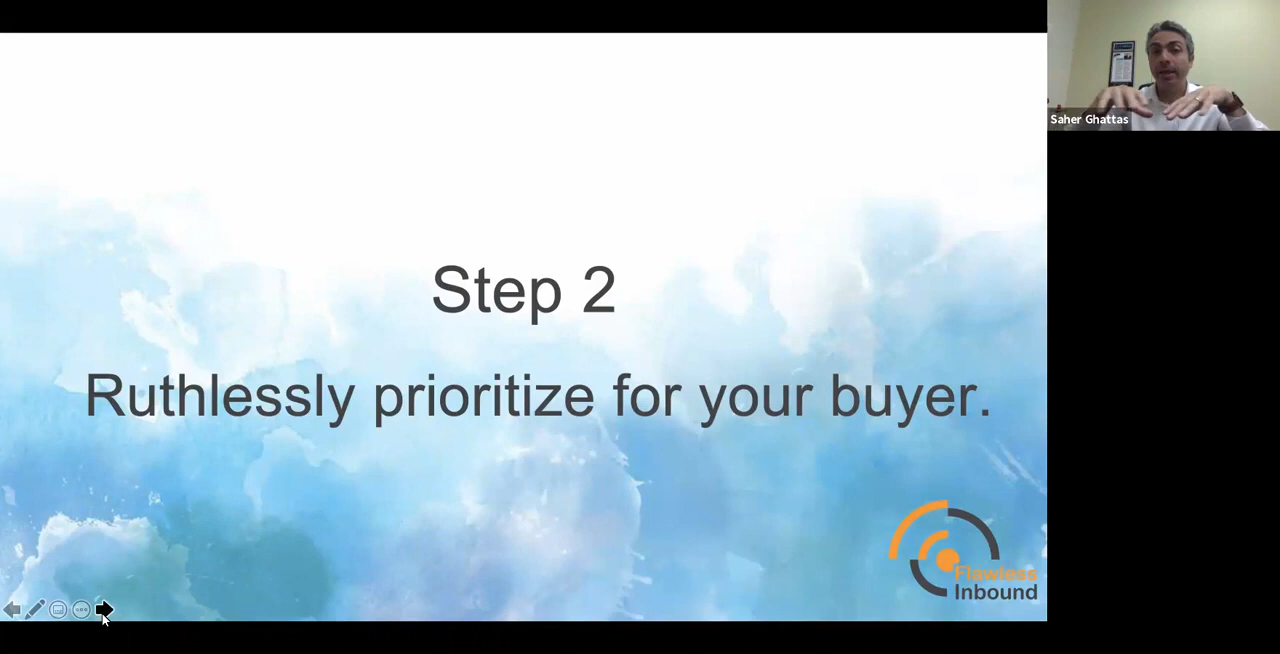 Step 2
Ruthlessly prioritize for your buyer.
Flawless
Inbound
Saher Ghattas